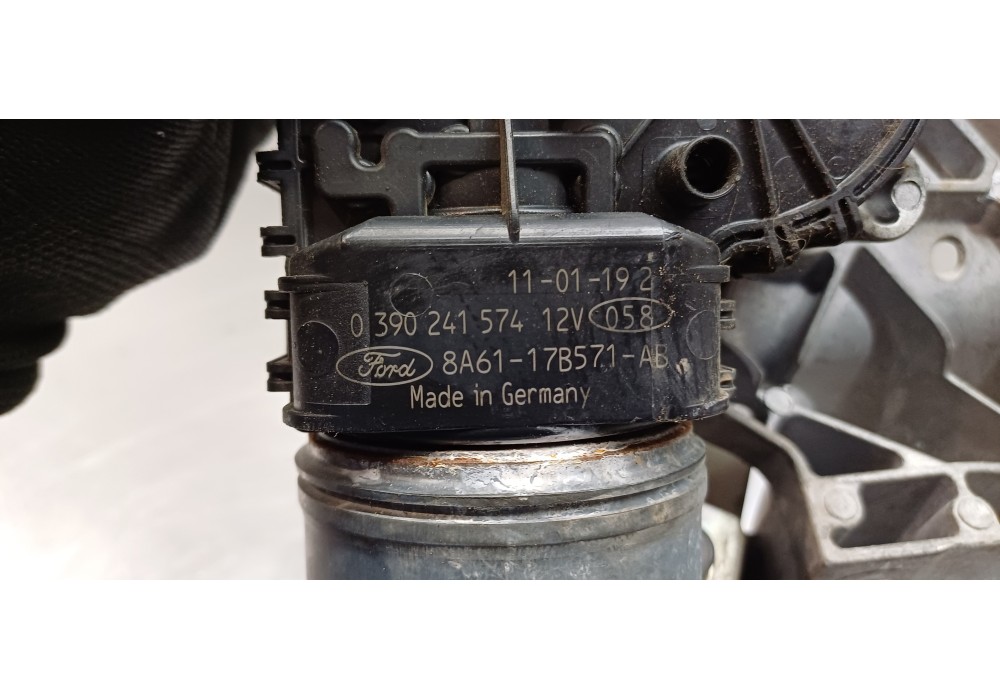 11-01-19 2
0 390 241 574 12V 058
Ford 8A61-17B571-AB
Made in Germany